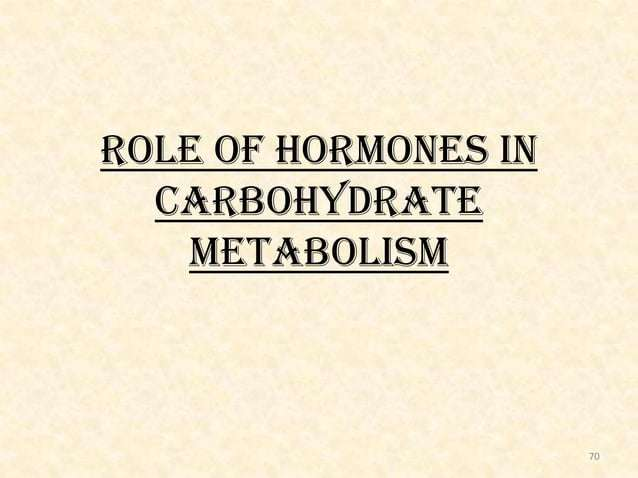 ROLE OF HORMONES IN
CARBOHYDRATE
METABOLISM
70